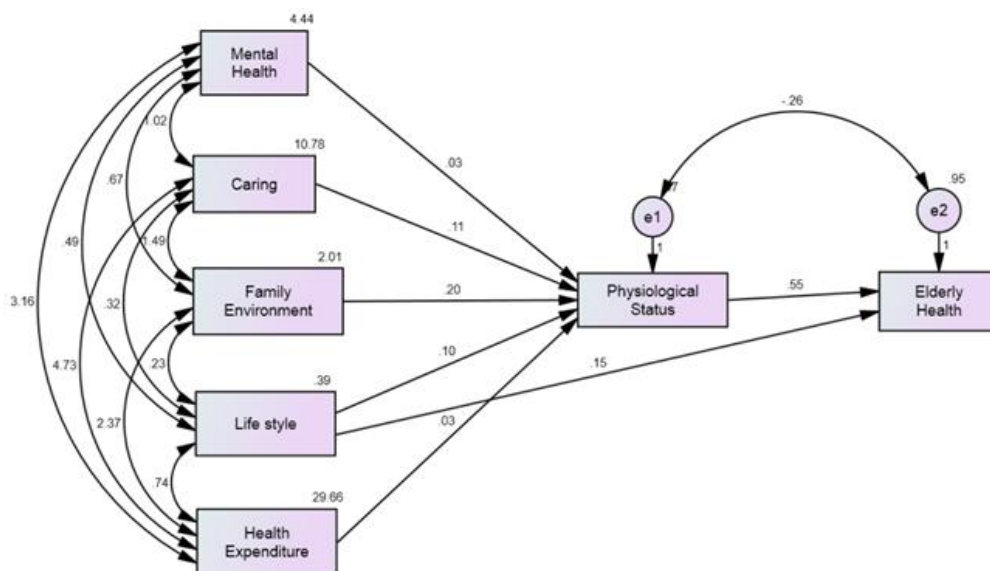 4.44
Mental
Health
1.02
10.78
Caring
.67
.03
-.26
.95
e1
e2
.11
1
1
.49
1.49
2.01
Family
Environment
.20
Physiological
Status
.55
Elderly
Health
3.16
.32
.10
.15
4.73
.23
.39
Life style
2.37
.03
.74
29.66
Health
Expenditure